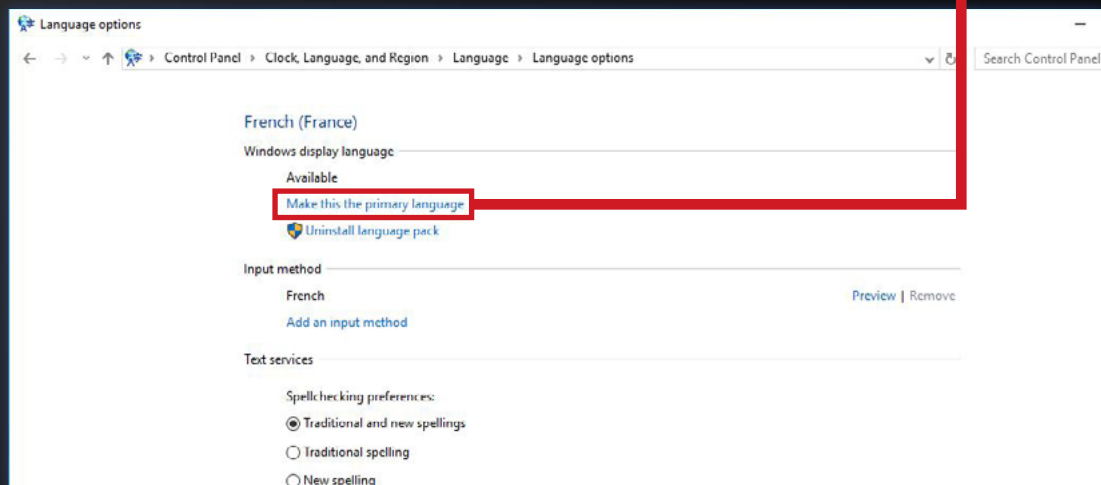 Language options
Control Panel › Clock, Language, and Region › Language › Language options
Search Control Panel
French (France)
Windows display language
Available
Make this the primary language
Uninstall language pack
Input method
French Preview | Remove
Add an input method
Text services
Spellchecking preferences:
Traditional and new spellings
Traditional spelling
New spelling